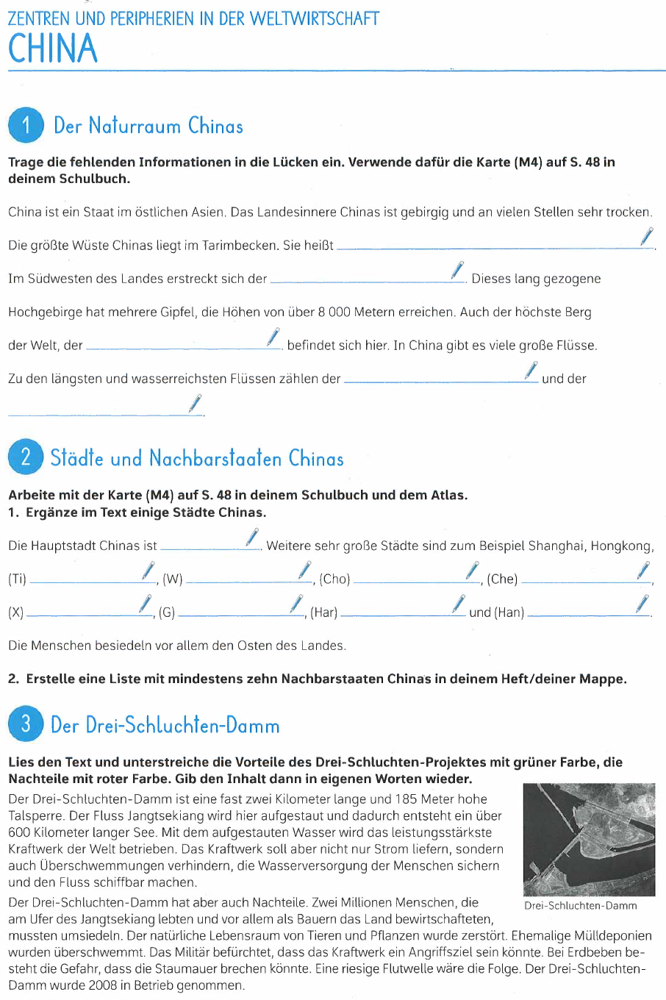 ZENTREN UND PERIPHERIEN IN DER WELTWIRTSCHAFT
CHINA
1 Der Naturraum Chinas
Trage die fehlenden Informationen in die Lücken ein. Verwende dafür die Karte (M4) auf S. 48 in
deinem Schulbuch.
China ist ein Staat im östlichen Asien. Das Landesinnere Chinas ist gebirgig und an vielen Stellen sehr trocken.
Die größte Wüste Chinas liegt im Tarimbecken. Sie heißt ______.
Im Südwesten des Landes erstreckt sich der ______. Dieses lang gezogene
Hochgebirge hat mehrere Gipfel, die Höhen von über 8 000 Metern erreichen. Auch der höchste Berg
der Welt, der ______, befindet sich hier. In China gibt es viele große Flüsse.
Zu den längsten und wasserreichsten Flüssen zählen der ______ und der
______.
2 Städte und Nachbarstaaten Chinas
Arbeite mit der Karte (M4) auf S. 48 in deinem Schulbuch und dem Atlas.
1. Ergänze im Text einige Städte Chinas.
Die Hauptstadt Chinas ist ______. Weitere sehr große Städte sind zum Beispiel Shanghai, Hongkong,
(Ti) ______, (W) ______, (Cho) ______, (Che) ______,
(X) ______, (G) ______, (Har) ______ und (Han) ______.
Die Menschen besiedeln vor allem den Osten des Landes.
2. Erstelle eine Liste mit mindestens zehn Nachbarstaaten Chinas in deinem Heft/deiner Mappe.
3 Der Drei-Schluchten-Damm
Lies den Text und unterstreiche die Vorteile des Drei-Schluchten-Projektes mit grüner Farbe, die
Nachteile mit roter Farbe. Gib den Inhalt dann in eigenen Worten wieder.
Der Drei-Schluchten-Damm ist eine fast zwei Kilometer lange und 185 Meter hohe
Talsperre. Der Fluss Jangtsekiang wird hier aufgestaut und dadurch entsteht ein über
600 Kilometer langer See. Mit dem aufgestauten Wasser wird das leistungsstärkste
Kraftwerk der Welt betrieben. Das Kraftwerk soll aber nicht nur Strom liefern, sondern
auch Überschwemmungen verhindern, die Wasserversorgung der Menschen sichern
und den Fluss schiffbar machen.
Der Drei-Schluchten-Damm hat aber auch Nachteile. Zwei Millionen Menschen, die
am Ufer des Jangtsekiang lebten und vor allem als Bauern das Land bewirtschafteten,
mussten umsiedeln. Der natürliche Lebensraum von Tieren und Pflanzen wurde zerstört. Ehemalige Mülldeponien
wurden überschwemmt. Das Militär befürchtet, dass das Kraftwerk ein Angriffsziel sein könnte. Bei Erdbeben be-
steht die Gefahr, dass die Staumauer brechen könnte. Eine riesige Flutwelle wäre die Folge. Der Drei-Schluchten-
Damm wurde 2008 in Betrieb genommen.
Drei-Schluchten-Damm